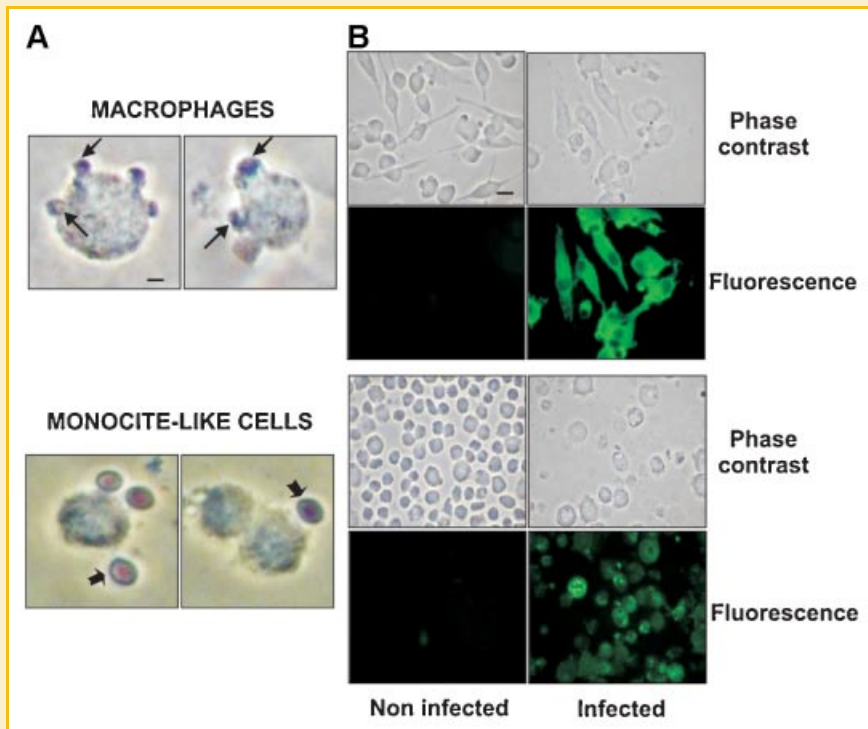 A
B
MACROPHAGES
Phase
contrast
Fluorescence
MONOCITE-LIKE CELLS
Phase
contrast
Fluorescence
Non infected
Infected